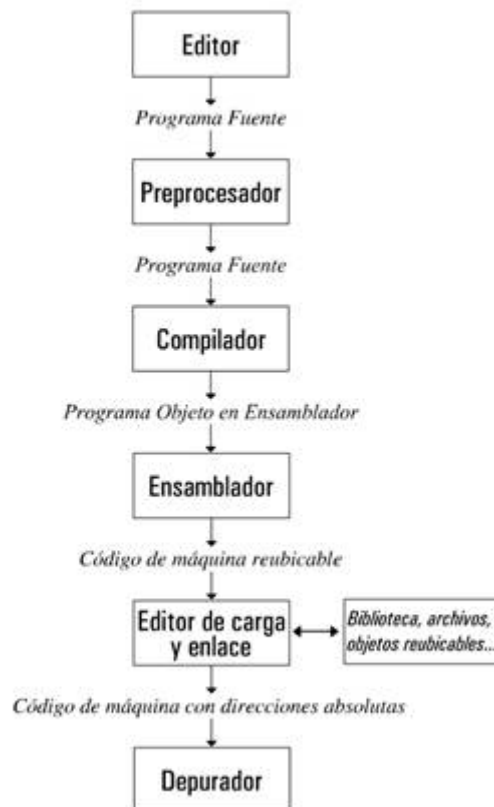 Editor
Programa Fuente
Preprocesador
Programa Fuente
Compilador
Programa Objeto en Ensamblador
Ensamblador
Código de máquina reubicable
Editor de carga
y enlace
Biblioteca, archivos,
objetos reubicables...
Código de máquina con direcciones absolutas
Depurador